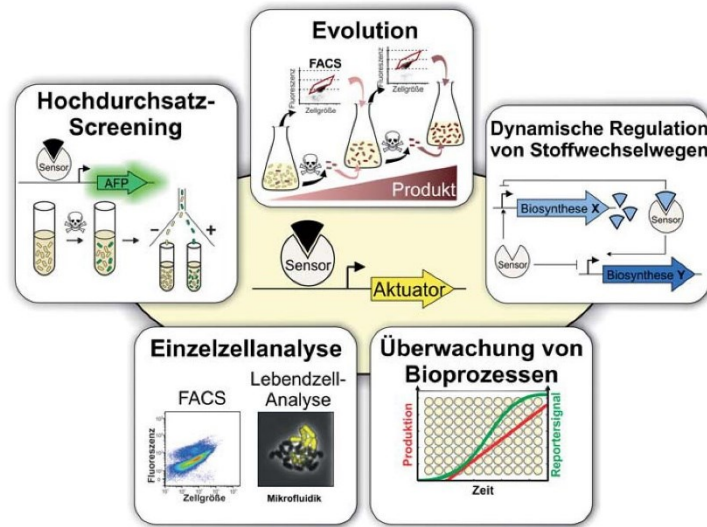 Evolution
FACS
Fluoreszenz
Zellgröße
Fluoreszenz
Zellgröße
Produkt
Hochdurchsatz-
Screening
Sensor
AFP
-
+
Dynamische Regulation
von Stoffwechselwegen
Biosynthese X
Sensor
Sensor
Biosynthese Y
Sensor
Aktuator
Einzelzellanalyse
FACS
Lebendzell-
Analyse
Fluoreszenz
Zellgröße
Mikrofluidik
Überwachung von
Bioprozessen
Produktion
Reportersignal
Zeit